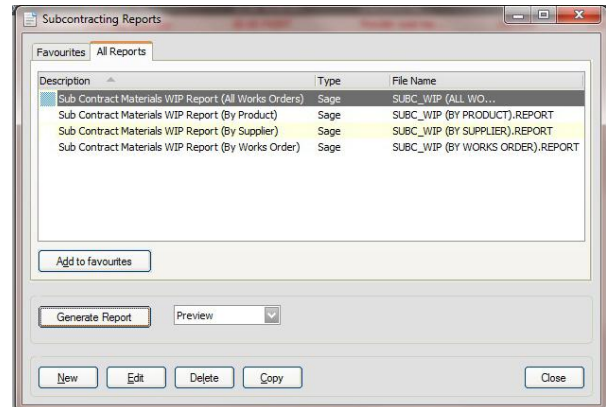 Subcontracting Reports
Favourites All Reports
Description Type File Name
Sub Contract Materials WIP Report (All Works Orders) Sage SUBC_WIP (ALL WO...
Sub Contract Materials WIP Report (By Product) Sage SUBC_WIP (BY PRODUCT).REPORT
Sub Contract Materials WIP Report (By Supplier) Sage SUBC_WIP (BY SUPPLIER).REPORT
Sub Contract Materials WIP Report (By Works Order) Sage SUBC_WIP (BY WORKS ORDER).REPORT
Add to favourites
Generate Report Preview
New Edit Delete Copy Close